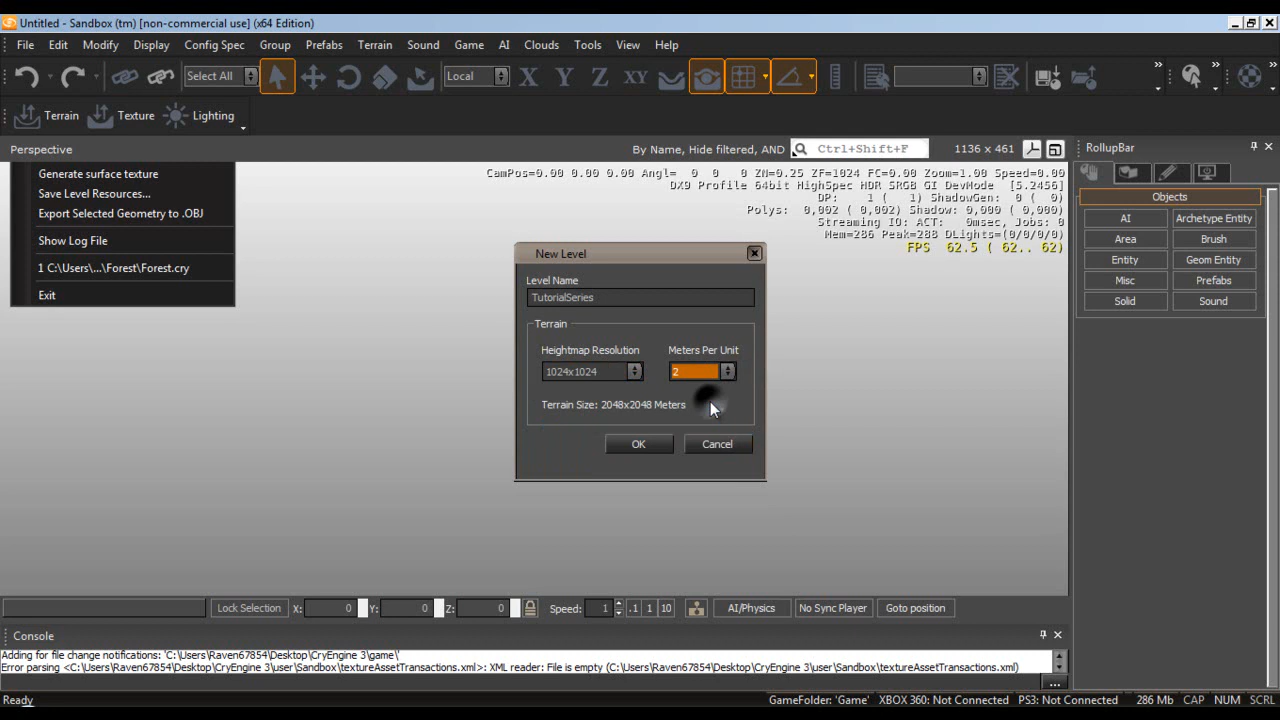 Untitled - Sandbox (tm) [non-commercial use] (x64 Edition)
File Edit Modify Display Config Spec Group Prefabs Terrain Sound Game AI Clouds Tools View Help
Select All Local X Y Z XY
Terrain Texture Lighting
Perspective By Name, Hide filtered, AND Ctrl+Shift+F 1136 x 461 RollupBar
Generate surface texture
Save Level Resources...
Export Selected Geometry to .OBJ
Show Log File
1 C:\Users\...\Forest\Forest.cry
Exit
CamPos=0.00 0.00 0.00 Angl= 0 0 0 ZN=0.25 ZF=1024 FC=0.00 Zoom=1.00 Speed=0.00
DX9 Profile 64bit HighSpec HDR SRGB GI DevMode [5.2456]
DP: 1 ( 1) ShadowGen: 0 ( 0)
Polys: 0,002 ( 0,002) Shadow: 0,000 ( 0,000)
Streaming IO: ACT: 0msec, Jobs: 0
Mem=286 Peak=288 DLights=(0/0/0/0)
FPS 62.5 ( 62.. 62)
Objects
AI Archetype Entity
Area Brush
Entity Geom Entity
Misc Prefabs
Solid Sound
New Level
Level Name
TutorialSeries
Terrain
Heightmap Resolution Meters Per Unit
1024x1024 2
Terrain Size: 2048x2048 Meters
OK Cancel
Lock Selection X: 0 Y: 0 Z: 0 Speed: 1 .1 1 10 AI/Physics No Sync Player Goto position
Console
Adding for file change notifications: 'C:\Users\Raven67854\Desktop\CryEngine 3\game\'
Error parsing <C:\Users\Raven67854\Desktop\CryEngine 3\user\Sandbox\textureAssetTransactions.xml>: XML reader: File is empty (C:\Users\Raven67854\Desktop\CryEngine 3\user\Sandbox\textureAssetTransactions.xml)
...
Ready GameFolder: 'Game' XBOX 360: Not Connected PS3: Not Connected 286 Mb CAP NUM SCRL